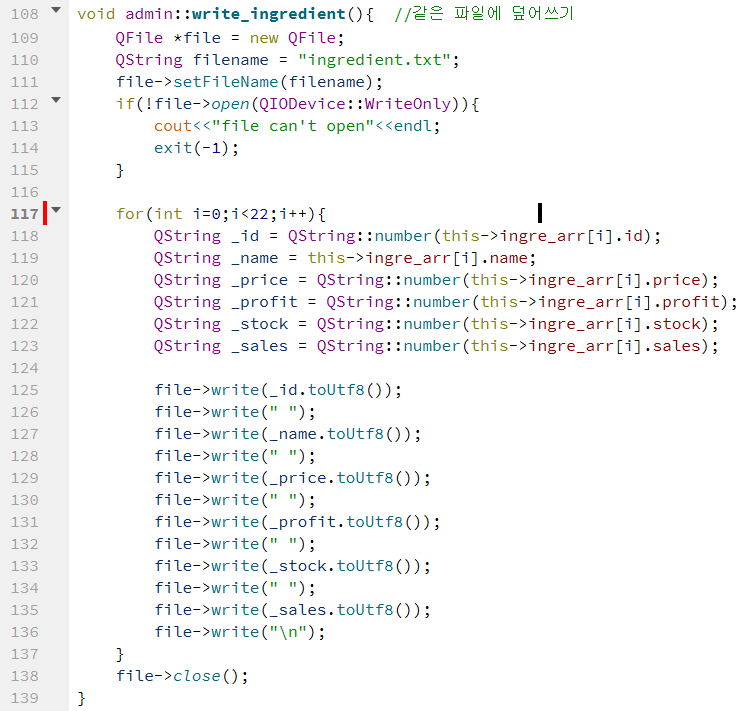 108 void admin::write_ingredient(){  //같은 파일에 덮어쓰기
109     QFile *file = new QFile;
110     QString filename = "ingredient.txt";
111     file->setFileName(filename);
112     if(!file->open(QIODevice::WriteOnly)){
113         cout<<"file can't open"<<endl;
114         exit(-1);
115     }
116
117     for(int i=0;i<22;i++){
118         QString _id = QString::number(this->ingre_arr[i].id);
119         QString _name = this->ingre_arr[i].name;
120         QString _price = QString::number(this->ingre_arr[i].price);
121         QString _profit = QString::number(this->ingre_arr[i].profit);
122         QString _stock = QString::number(this->ingre_arr[i].stock);
123         QString _sales = QString::number(this->ingre_arr[i].sales);
124
125         file->write(_id.toUtf8());
126         file->write(" ");
127         file->write(_name.toUtf8());
128         file->write(" ");
129         file->write(_price.toUtf8());
130         file->write(" ");
131         file->write(_profit.toUtf8());
132         file->write(" ");
133         file->write(_stock.toUtf8());
134         file->write(" ");
135         file->write(_sales.toUtf8());
136         file->write("\n");
137     }
138     file->close();
139 }